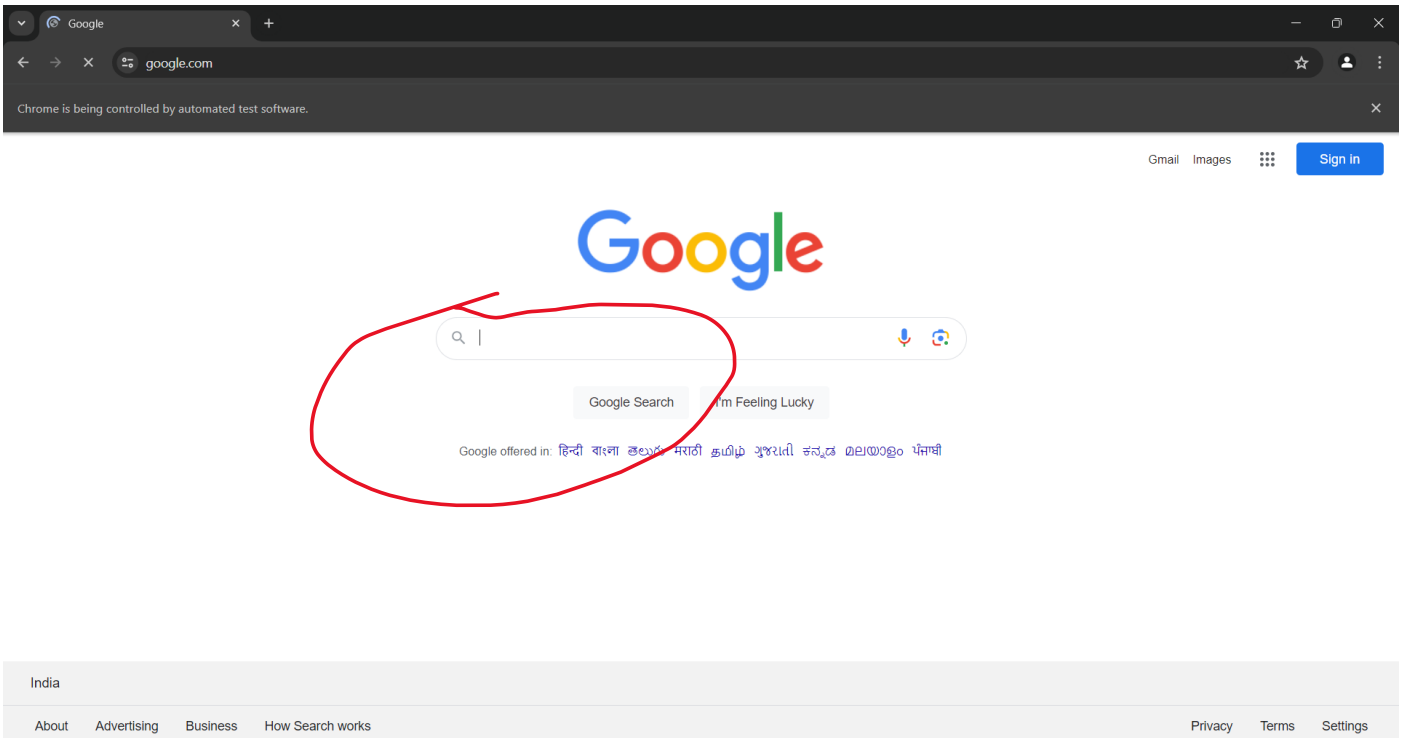 Google
google.com
Chrome is being controlled by automated test software.
Gmail Images Sign in
Google
Google Search I'm Feeling Lucky
Google offered in: हिन्दी বাংলা తెలుగు मराठी தமிழ் ગુજરાતી ಕನ್ನಡ മലയാളം ਪੰਜਾਬੀ
India
About Advertising Business How Search works Privacy Terms Settings